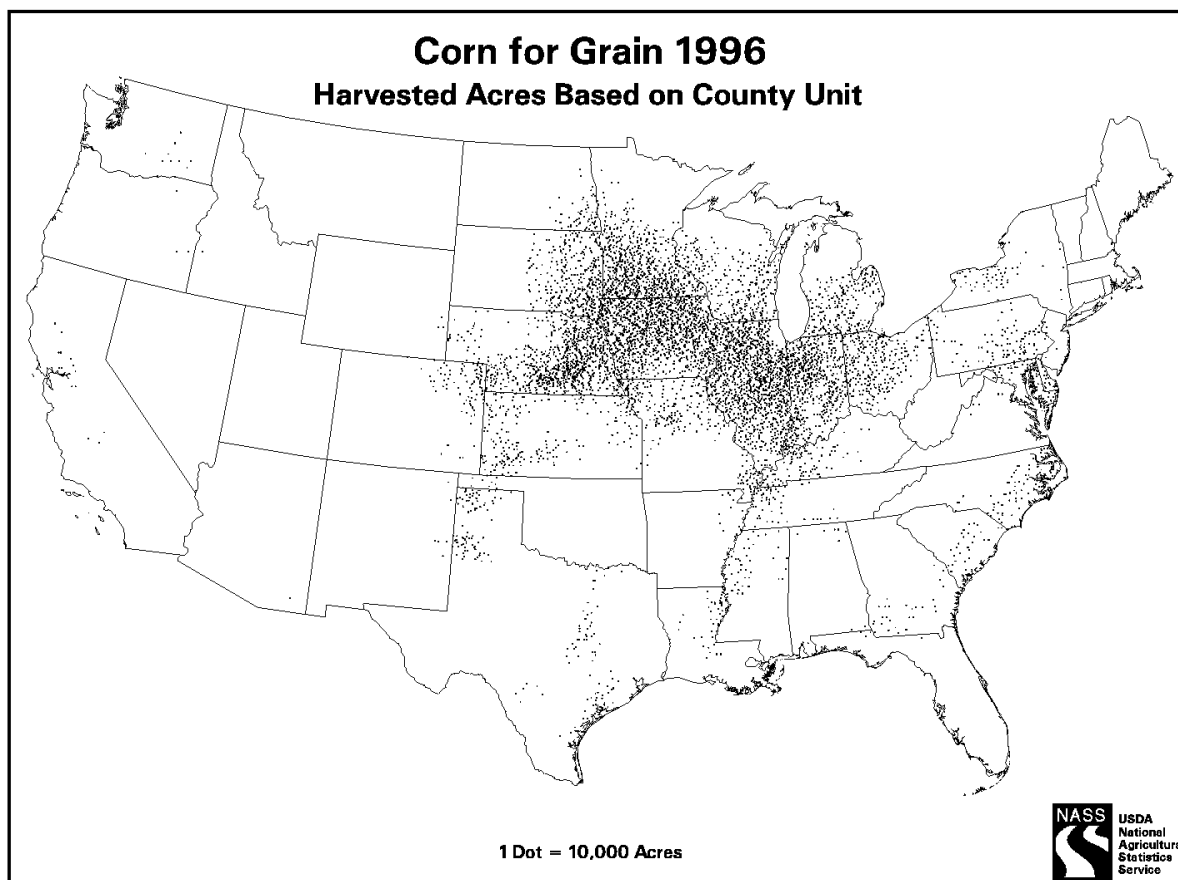 Corn for Grain 1996
Harvested Acres Based on County Unit
1 Dot = 10,000 Acres
NASS
USDA
National
Agricultura
Statistics
Service